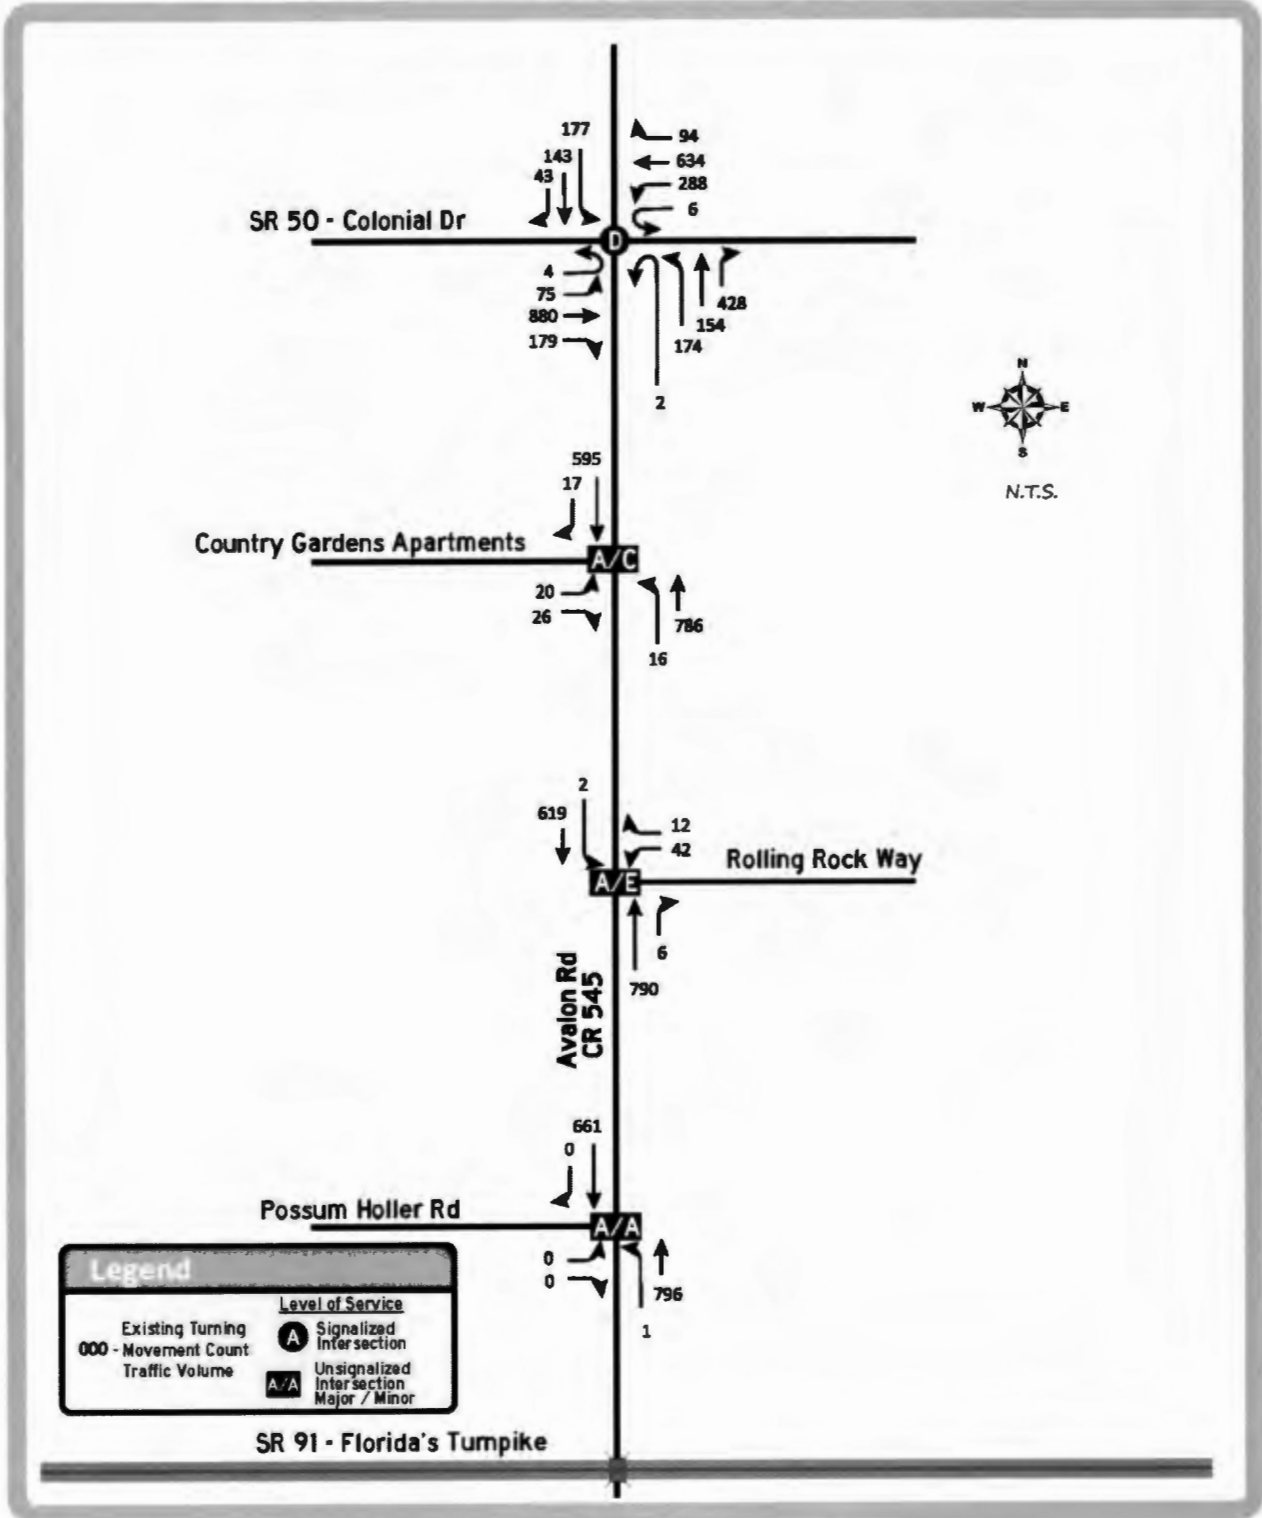 177
143
43
94
634
288
6
SR 50 - Colonial Dr
D
4
75
880
179
428
154
174
2
N
W E
S
N.T.S.
595
17
Country Gardens Apartments
A/C
20
26
786
16
2
619
12
42
Rolling Rock Way
A/E
6
790
Avalon Rd
CR 545
661
0
Possum Holler Rd
A/A
0
0
796
1
Legend
Level of Service
Existing Turning
000 - Movement Count
Traffic Volume
A
Signalized
Intersection
A/A
Unsignalized
Intersection
Major / Minor
SR 91 - Florida's Turnpike